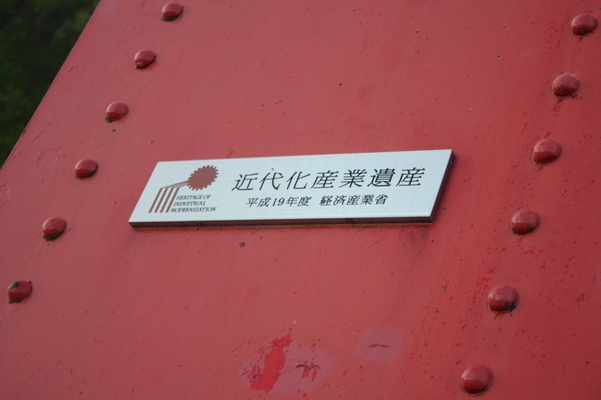 HERITAGE OF
INDUSTRIAL
MODERNIZATION
近代化産業遺産
平成19年度 経済産業省